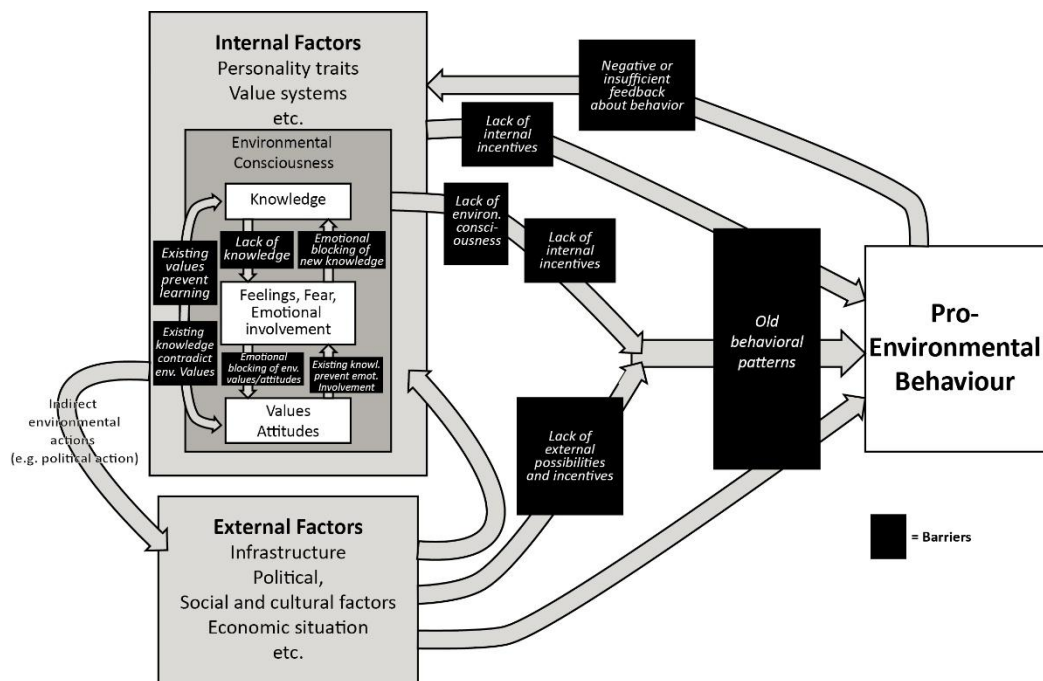 Internal Factors
Personality traits
Value systems
etc.
Environmental
Consciousness
Knowledge
Existing
values
prevent
learning
Lack of
knowledge
Emotional
blocking of
new knowledge
Feelings, Fear,
Emotional
involvement
Existing
knowledge
contradict
env. Values
Emotional
blocking of env.
values/attitudes
Existing knowl.
prevent emot.
Involvement
Values
Attitudes
Indirect
environmental
actions
(e.g. political action)
External Factors
Infrastructure
Political,
Social and cultural factors
Economic situation
etc.
Negative or
insufficient
feedback
about behavior
Lack of
internal
incentives
Lack of
environ.
consci-
ousness
Lack of
internal
incentives
Lack of
external
possibilities
and incentives
Old
behavioral
patterns
Pro-
Environmental
Behaviour
= Barriers